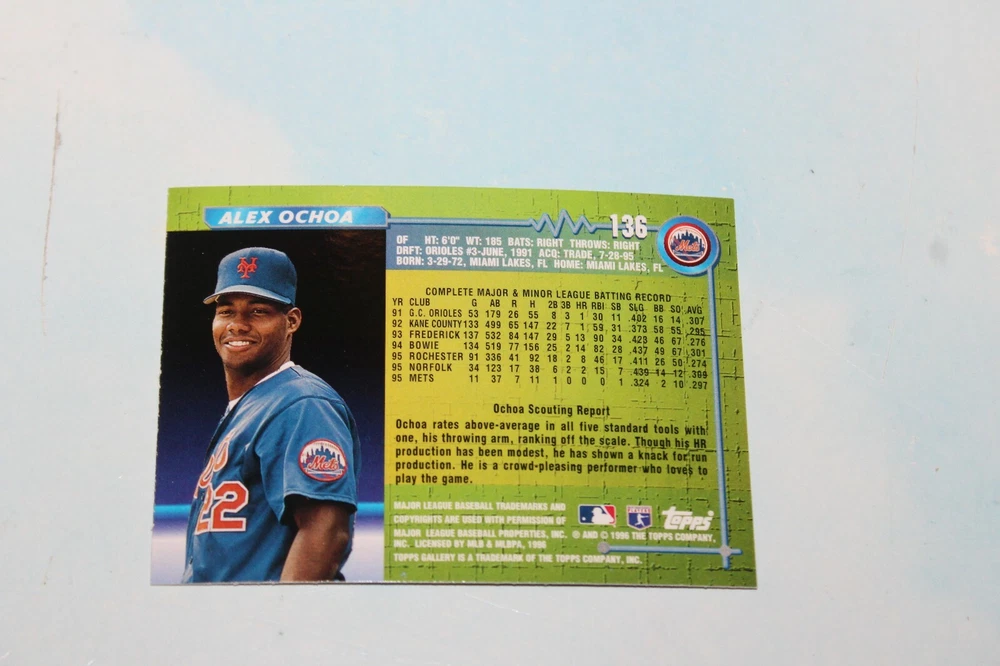 ALEX OCHOA
136
OF HT: 6'0" WT: 185 BATS: RIGHT THROWS: RIGHT
DRFT: ORIOLES #3-JUNE, 1991 ACQ: TRADE, 7-28-95
BORN: 3-29-72, MIAMI LAKES, FL HOME: MIAMI LAKES, FL
Mets
COMPLETE MAJOR & MINOR LEAGUE BATTING RECORD
YR CLUB G AB R H 2B 3B HR RBI SB SLG BB SO AVG
91 G.C. ORIOLES 53 179 26 55 8 3 1 30 11 .402 16 14 .307
92 KANE COUNTY 133 499 65 147 22 7 1 59 31 .373 58 55 .295
93 FREDERICK 137 532 84 147 29 5 13 90 34 .423 46 67 .276
94 BOWIE 134 519 77 156 25 2 14 82 28 .437 49 67 .301
95 ROCHESTER 91 336 41 92 18 2 8 46 17 .411 26 50 .274
95 NORFOLK 34 123 17 38 6 2 2 15 7 .439 14 12 .309
95 METS 11 37 7 11 1 0 0 0 1 .324 2 10 .297
Ochoa Scouting Report
Ochoa rates above-average in all five standard tools with
one, his throwing arm, ranking off the scale. Though his HR
production has been modest, he has shown a knack for run
production. He is a crowd-pleasing performer who loves to
play the game.
NY
Mets
22
MAJOR LEAGUE BASEBALL TRADEMARKS AND
COPYRIGHTS ARE USED WITH PERMISSION OF
MAJOR LEAGUE BASEBALL PROPERTIES, INC. ® AND © 1996 THE TOPPS COMPANY,
INC. LICENSED BY MLB & MLBPA, 1996
TOPPS GALLERY IS A TRADEMARK OF THE TOPPS COMPANY, INC.
PLAYERS
Topps